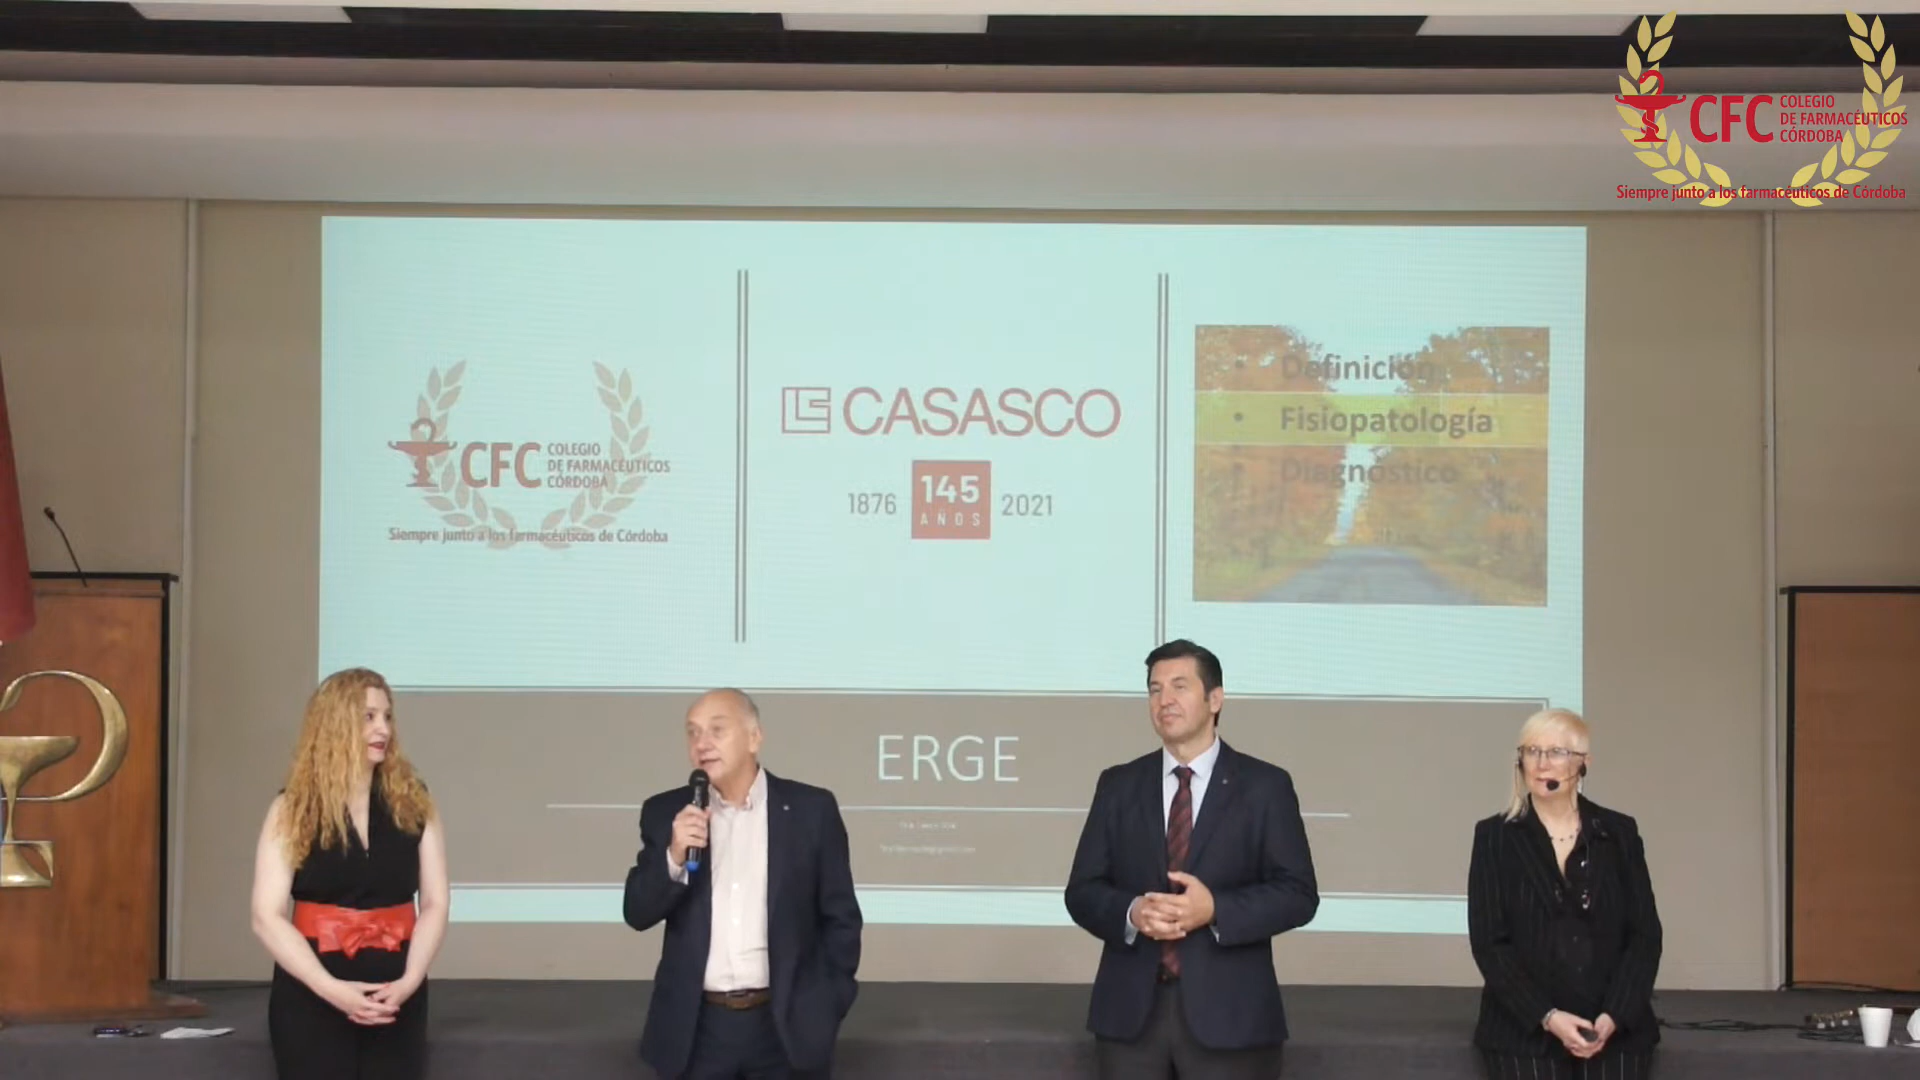 CFC COLEGIO
DE FARMACÉUTICOS
CÓRDOBA
Siempre junto a los farmacéuticos de Córdoba
CFC COLEGIO
DE FARMACÉUTICOS
CÓRDOBA
Siempre junto a los farmacéuticos de Córdoba
CASASCO
1876 145 AÑOS 2021
• Definición
• Fisiopatología
• Diagnóstico
ERGE